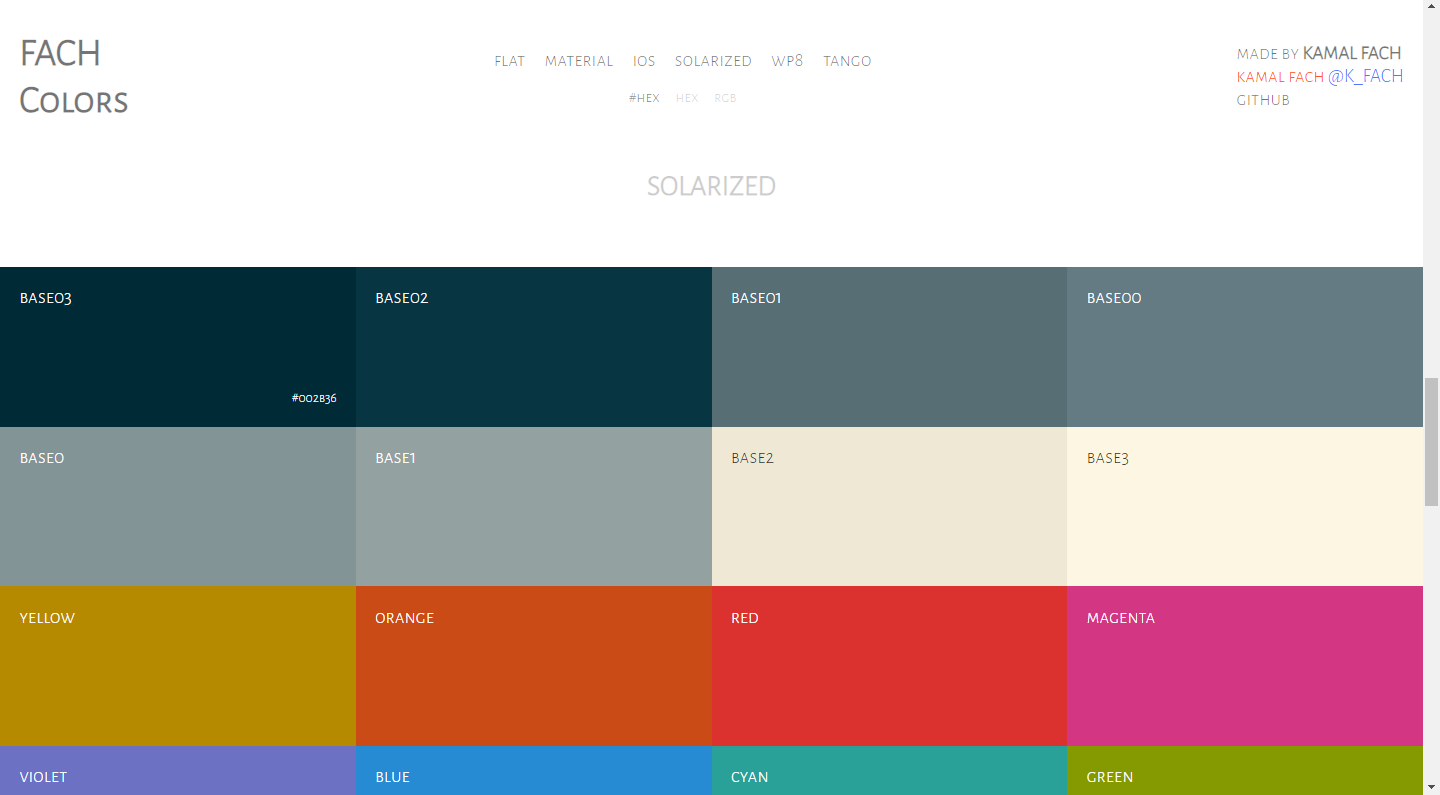 FACH
Colors
FLAT MATERIAL IOS SOLARIZED WP8 TANGO
#HEX HEX RGB
MADE BY KAMAL FACH
KAMAL FACH @K_FACH
GITHUB
SOLARIZED
BASE03 BASE02 BASE01 BASE00
#002B36
BASE0 BASE1 BASE2 BASE3
YELLOW ORANGE RED MAGENTA
VIOLET BLUE CYAN GREEN